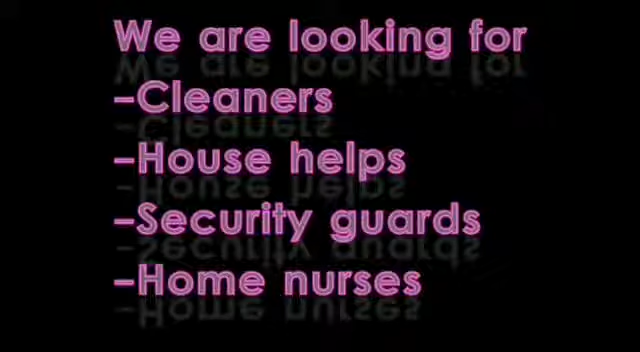 We are looking for
-Cleaners
-House helps
-Security guards
-Home nurses